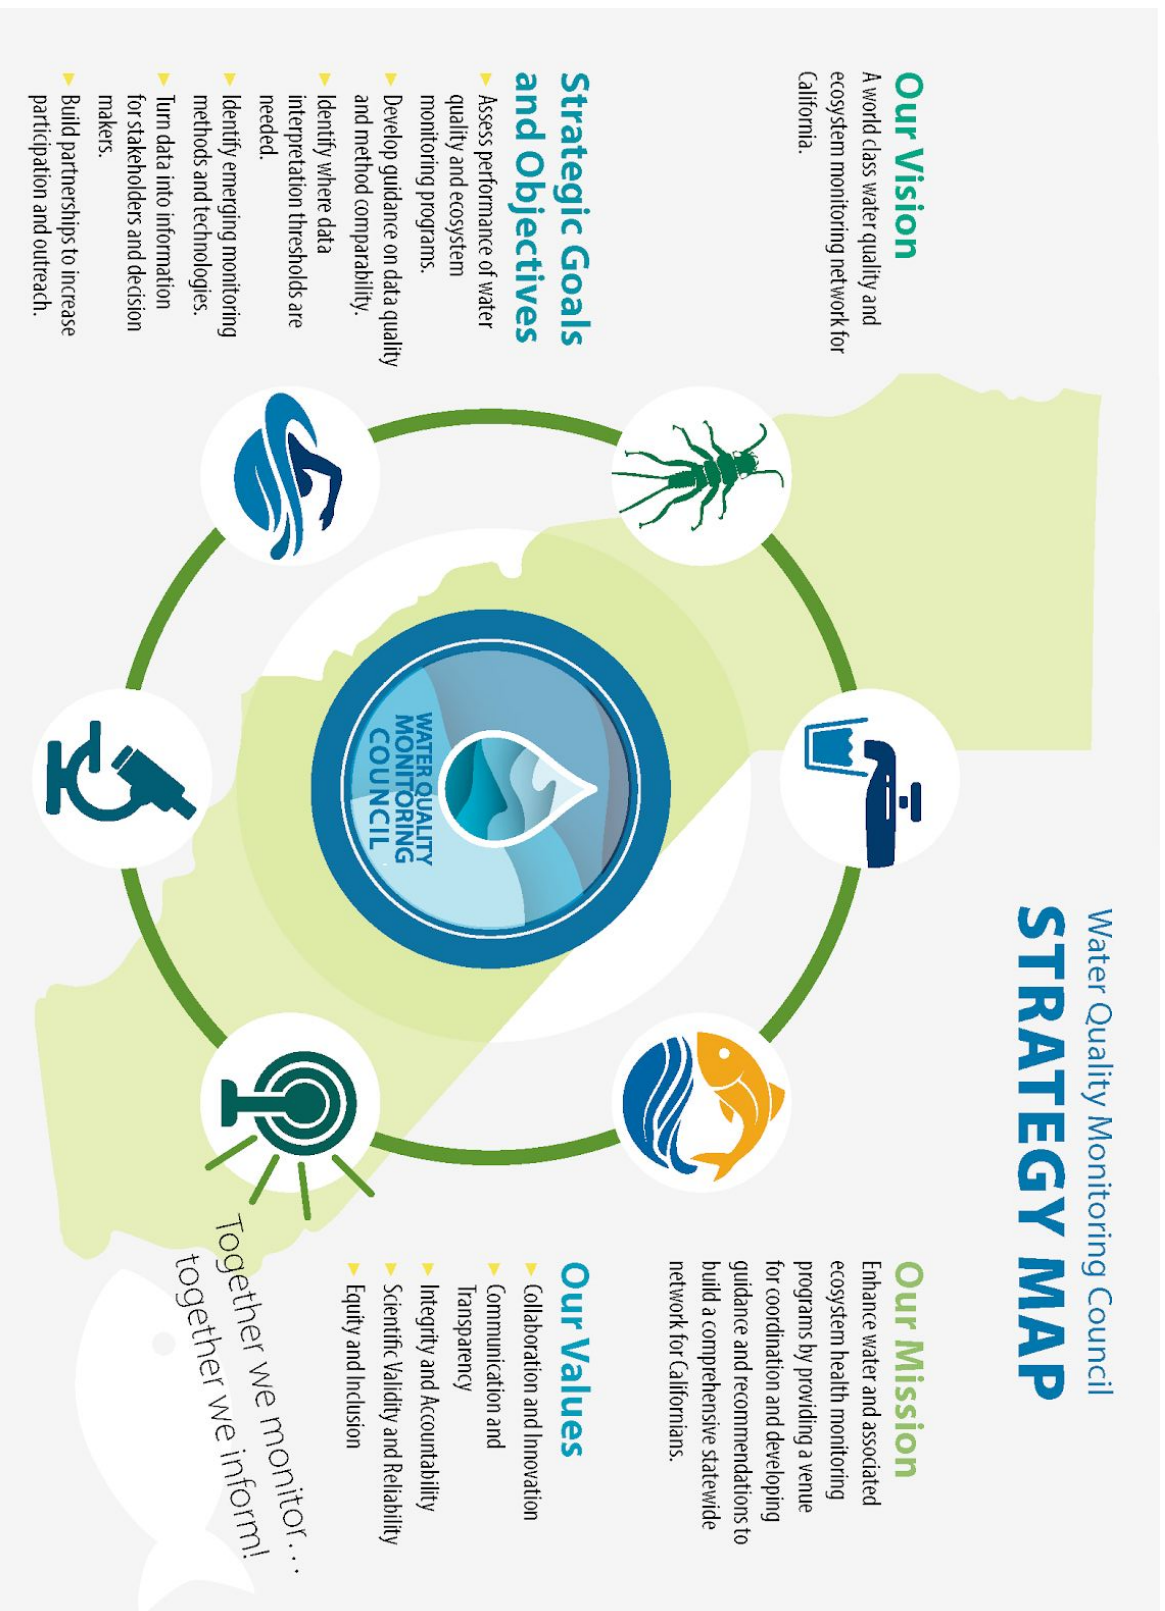 Water Quality Monitoring Council
STRATEGY MAP
Our Vision
A world class water quality and
ecosystem monitoring network for
California.
Our Mission
Enhance water and associated
ecosystem health monitoring
programs by providing a venue
for coordination and developing
guidance and recommendations to
build a comprehensive statewide
network for Californians.
Strategic Goals
and Objectives
Assess performance of water
quality and ecosystem
monitoring programs.
Develop guidance on data quality
and method comparability.
Identify where data
interpretation thresholds are
needed.
Identify emerging monitoring
methods and technologies.
Turn data into information
for stakeholders and decision
makers.
Build partnerships to increase
participation and outreach.
WATER QUALITY
MONITORING
COUNCIL
Our Values
Collaboration and Innovation
Communication and
Transparency
Integrity and Accountability
Scientific Validity and Reliability
Equity and Inclusion
Together we monitor...
together we inform!